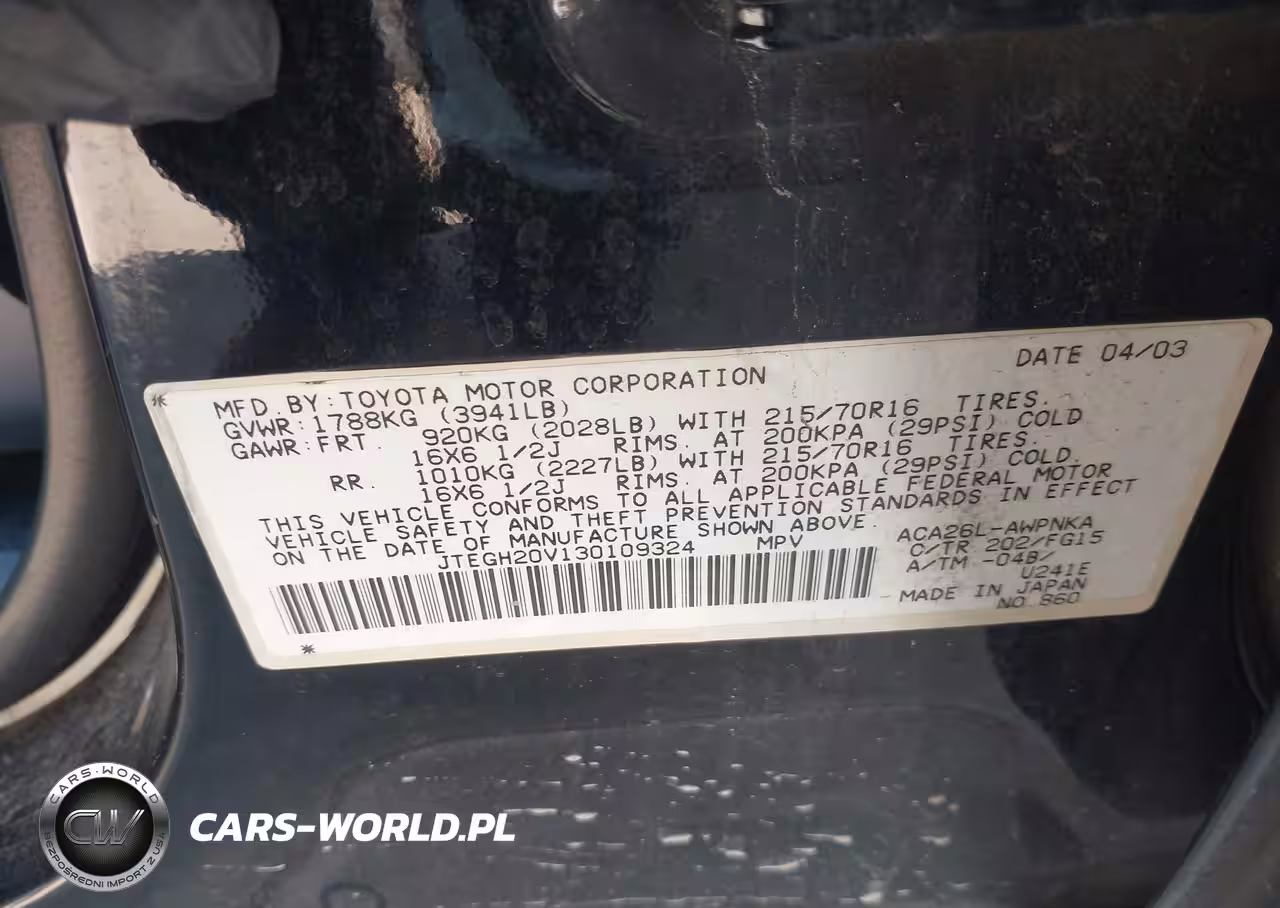 DATE 04/03
MFD. BY: TOYOTA MOTOR CORPORATION
GVWR: 1788KG (3941LB)
GAWR: FRT. 920KG (2028LB) WITH 215/70R16 TIRES.
16X6 1/2J RIMS. AT 200KPA (29PSI) COLD
RR. 1010KG (2227LB) WITH 215/70R16 TIRES.
16X6 1/2J RIMS. AT 200KPA (29PSI) COLD.
THIS VEHICLE CONFORMS TO ALL APPLICABLE FEDERAL MOTOR
VEHICLE SAFETY AND THEFT PREVENTION STANDARDS IN EFFECT
ON THE DATE OF MANUFACTURE SHOWN ABOVE.
JTEGH20V130109324 MPV
ACA26L-AWPNKA
C/TR 202/FG15
A/TM -04B/
U241E
MADE IN JAPAN
NO.860
CARS-WORLD
CW
BEZPOŚREDNI IMPORT Z USA
CARS-WORLD.PL